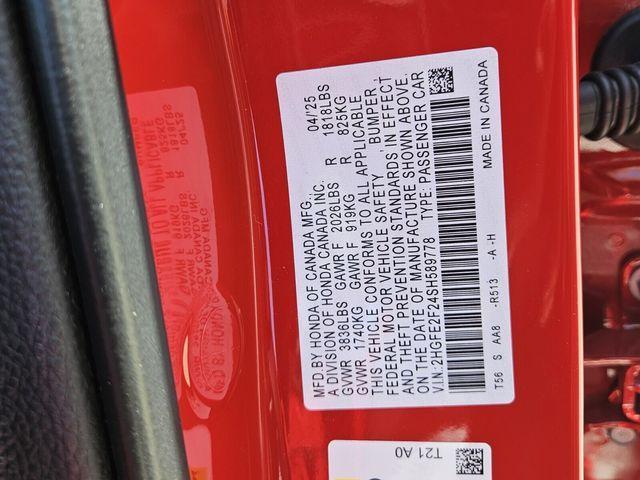 MFD.BY HONDA OF CANADA MFG., 04/'25
A DIVISION OF HONDA CANADA INC.
GVWR 3836LBS GAWR F 2026LBS R 1818LBS
GVWR. 1740KG GAWR F 919KG R 825KG
THIS VEHICLE CONFORMS TO ALL APPLICABLE
FEDERAL MOTOR VEHICLE SAFETY , BUMPER ,
AND THEFT PREVENTION STANDARDS IN EFFECT
ON THE DATE OF MANUFACTURE SHOWN ABOVE.
V.I.N: 2HGFE2F24SH589778 TYPE: PASSENGER CAR
T56 S AA8 -R513 -A -H MADE IN CANADA
T21 A0